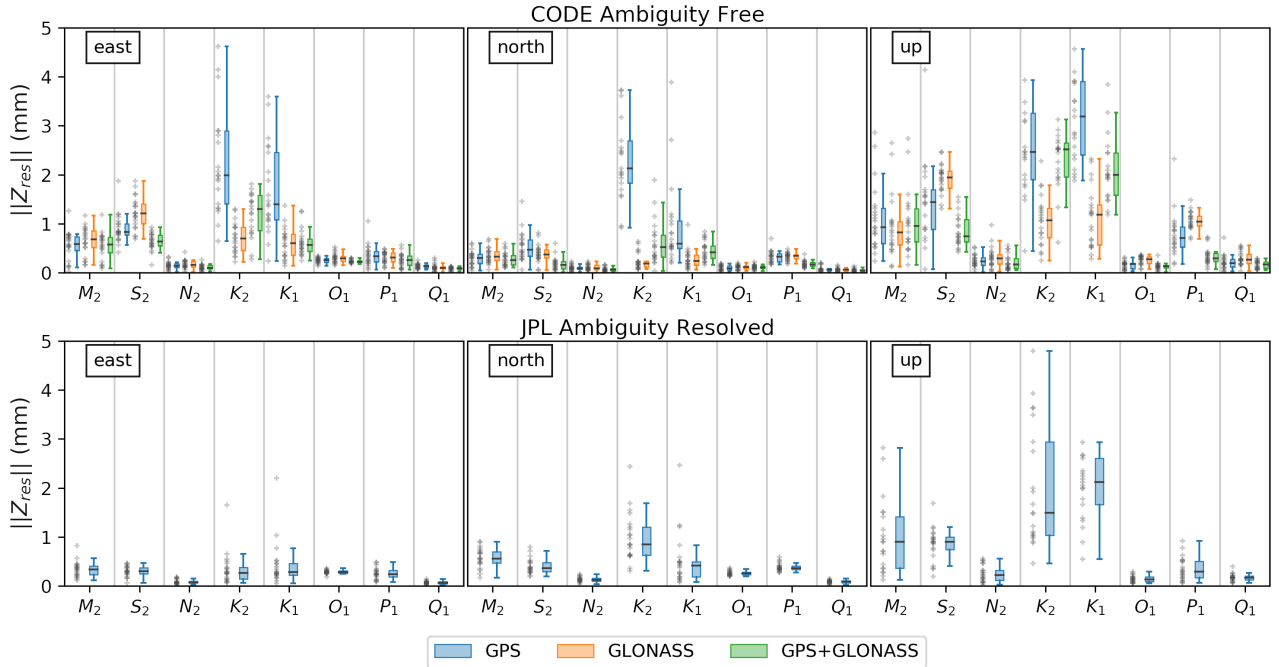 CODE Ambiguity Free
||Z_res|| (mm)
5
4
3
2
1
0
east
north
up
M₂ S₂ N₂ K₂ K₁ O₁ P₁ Q₁
M₂ S₂ N₂ K₂ K₁ O₁ P₁ Q₁
M₂ S₂ N₂ K₂ K₁ O₁ P₁ Q₁
JPL Ambiguity Resolved
||Z_res|| (mm)
5
4
3
2
1
0
east
north
up
M₂ S₂ N₂ K₂ K₁ O₁ P₁ Q₁
M₂ S₂ N₂ K₂ K₁ O₁ P₁ Q₁
M₂ S₂ N₂ K₂ K₁ O₁ P₁ Q₁
GPS GLONASS GPS+GLONASS